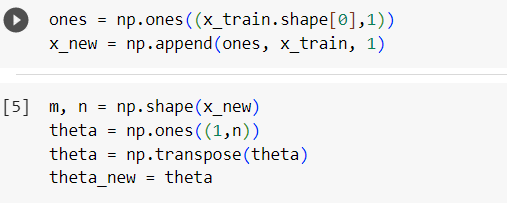 ones = np.ones((x_train.shape[0],1))
x_new = np.append(ones, x_train, 1)
[5] m, n = np.shape(x_new)
theta = np.ones((1,n))
theta = np.transpose(theta)
theta_new = theta